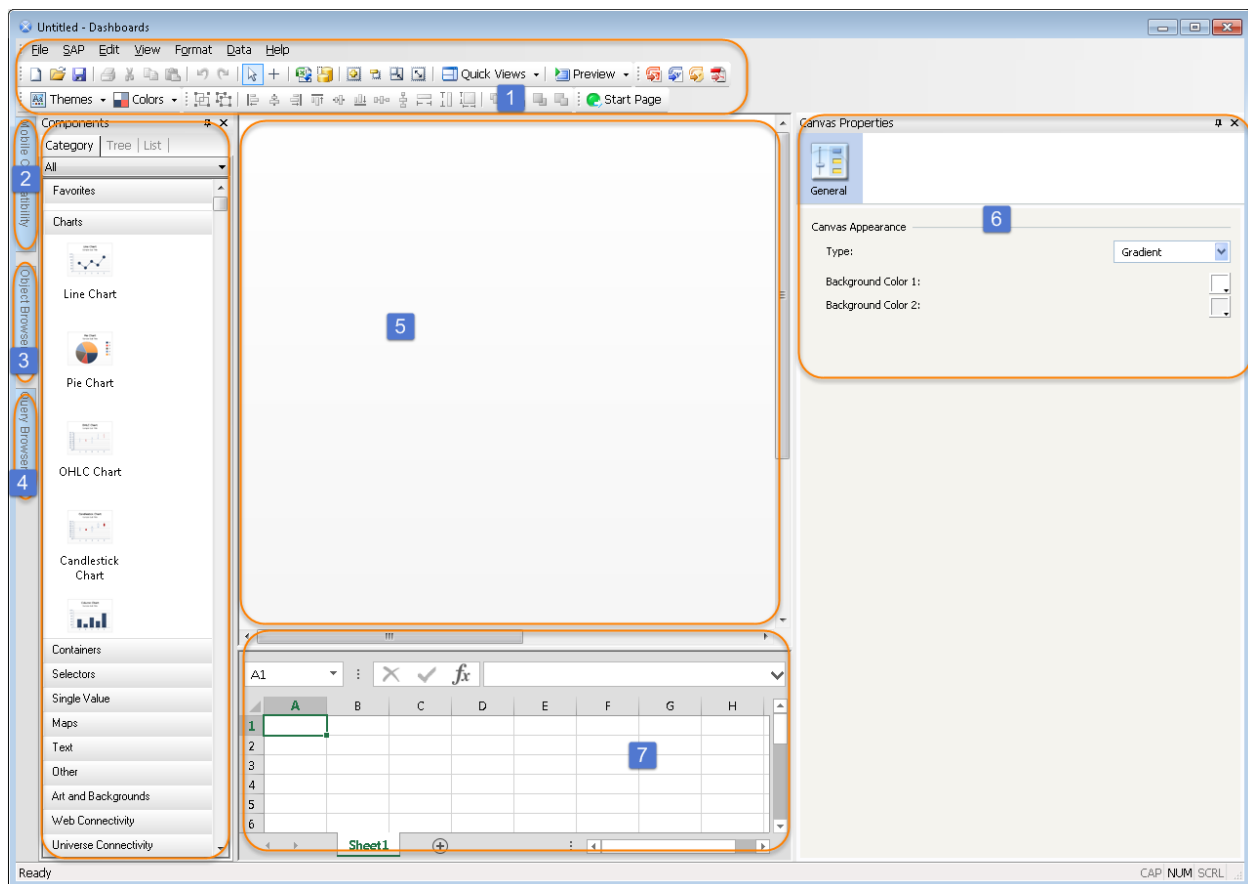 Untitled - Dashboards
File SAP Edit View Format Data Help
Quick Views Preview
Themes Colors Start Page
1
Mobile Compatibility
2
Object Browser
3
Query Browser
4
Components
Category Tree List
All
Favorites
Charts
Line Chart
Pie Chart
OHLC Chart
Candlestick
Chart
Containers
Selectors
Single Value
Maps
Text
Other
Art and Backgrounds
Web Connectivity
Universe Connectivity
5
A1 fx
A B C D E F G H
1
2
3
4
5
6
7
Sheet1
Canvas Properties
General
6
Canvas Appearance
Type: Gradient
Background Color 1:
Background Color 2:
Ready CAP NUM SCRL